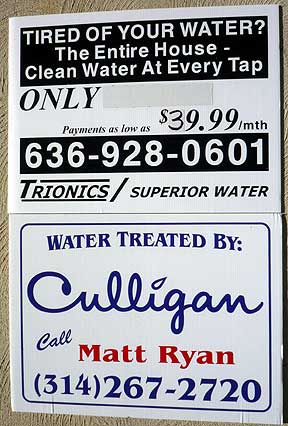 TIRED OF YOUR WATER?
The Entire House -
Clean Water At Every Tap
ONLY
Payments as low as $39.99/mth
636-928-0601
TRIONICS / SUPERIOR WATER
WATER TREATED BY:
Culligan
Call
Matt Ryan
(314)267-2720